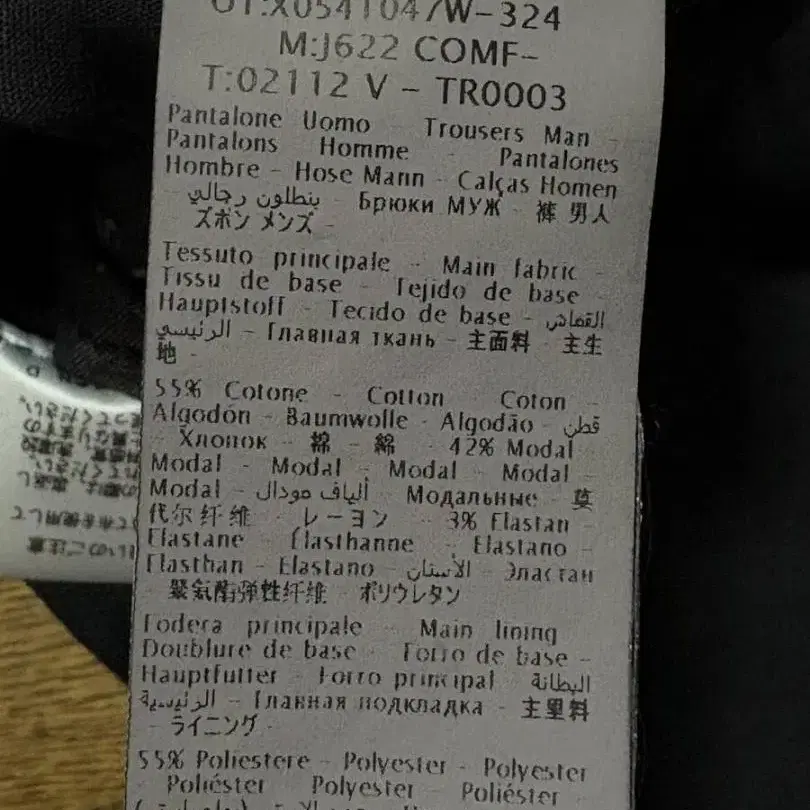 OT:X0541047W-324
M:J622 COMF-
T:02112 V - TR0003
Pantalone Uomo - Trousers Man -
Pantalons Homme - Pantalones
Hombre - Hose Mann - Calças Homen
- بنطلون رجالي - Брюки МУЖ - 裤 男人
- ズボン メンズ -
Tessuto principale - Main fabric -
Tissu de base - Tejido de base -
Hauptstoff - Tecido de base - القماش
الرئيسي - Главная ткань - 主面料 - 主生
地 -
55% Cotone - Cotton - Coton -
Algodón - Baumwolle - Algodão - قطن
- Хлопок - 棉 - 綿 - 42% Modal -
Modal - Modal - Modal - Modal -
Modal - ألياف مودال - Модальные - 莫
代尔纤维 - レーヨン - 3% Elastan -
Elastane - Élasthanne - Elastano -
Elasthan - Elastano - الأستان - Эластан
- 聚氨酯弹性纤维 - ポリウレタン
Fodera principale - Main lining -
Doublure de base - Forro de base -
Hauptfutter - Forro principal - البطانة
الرئيسية - Главная подкладка - 主里料
- ライニング -
55% Poliestere - Polyester - Polyester
- Poliéster - Polyester - Poliéster -